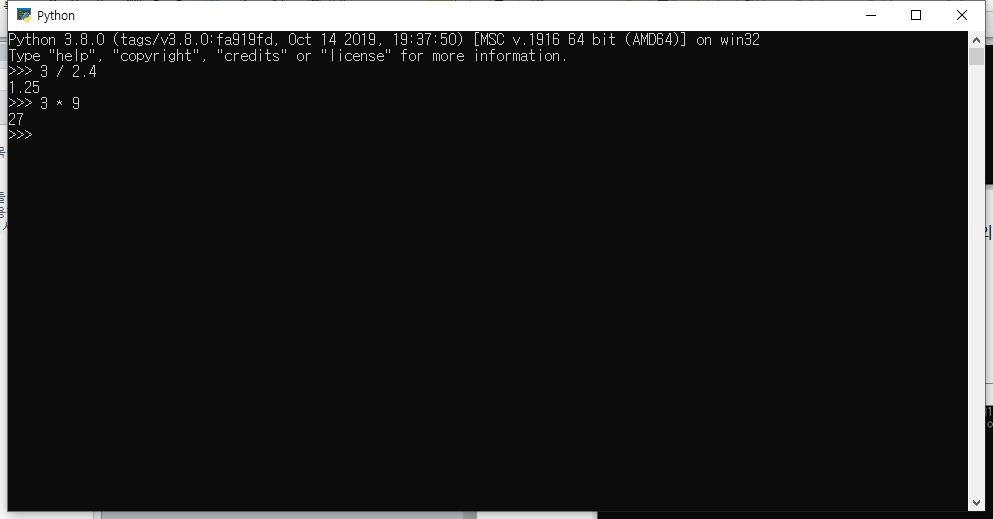 Python
Python 3.8.0 (tags/v3.8.0:fa919fd, Oct 14 2019, 19:37:50) [MSC v.1916 64 bit (AMD64)] on win32
Type "help", "copyright", "credits" or "license" for more information.
>>> 3 / 2.4
1.25
>>> 3 * 9
27
>>>